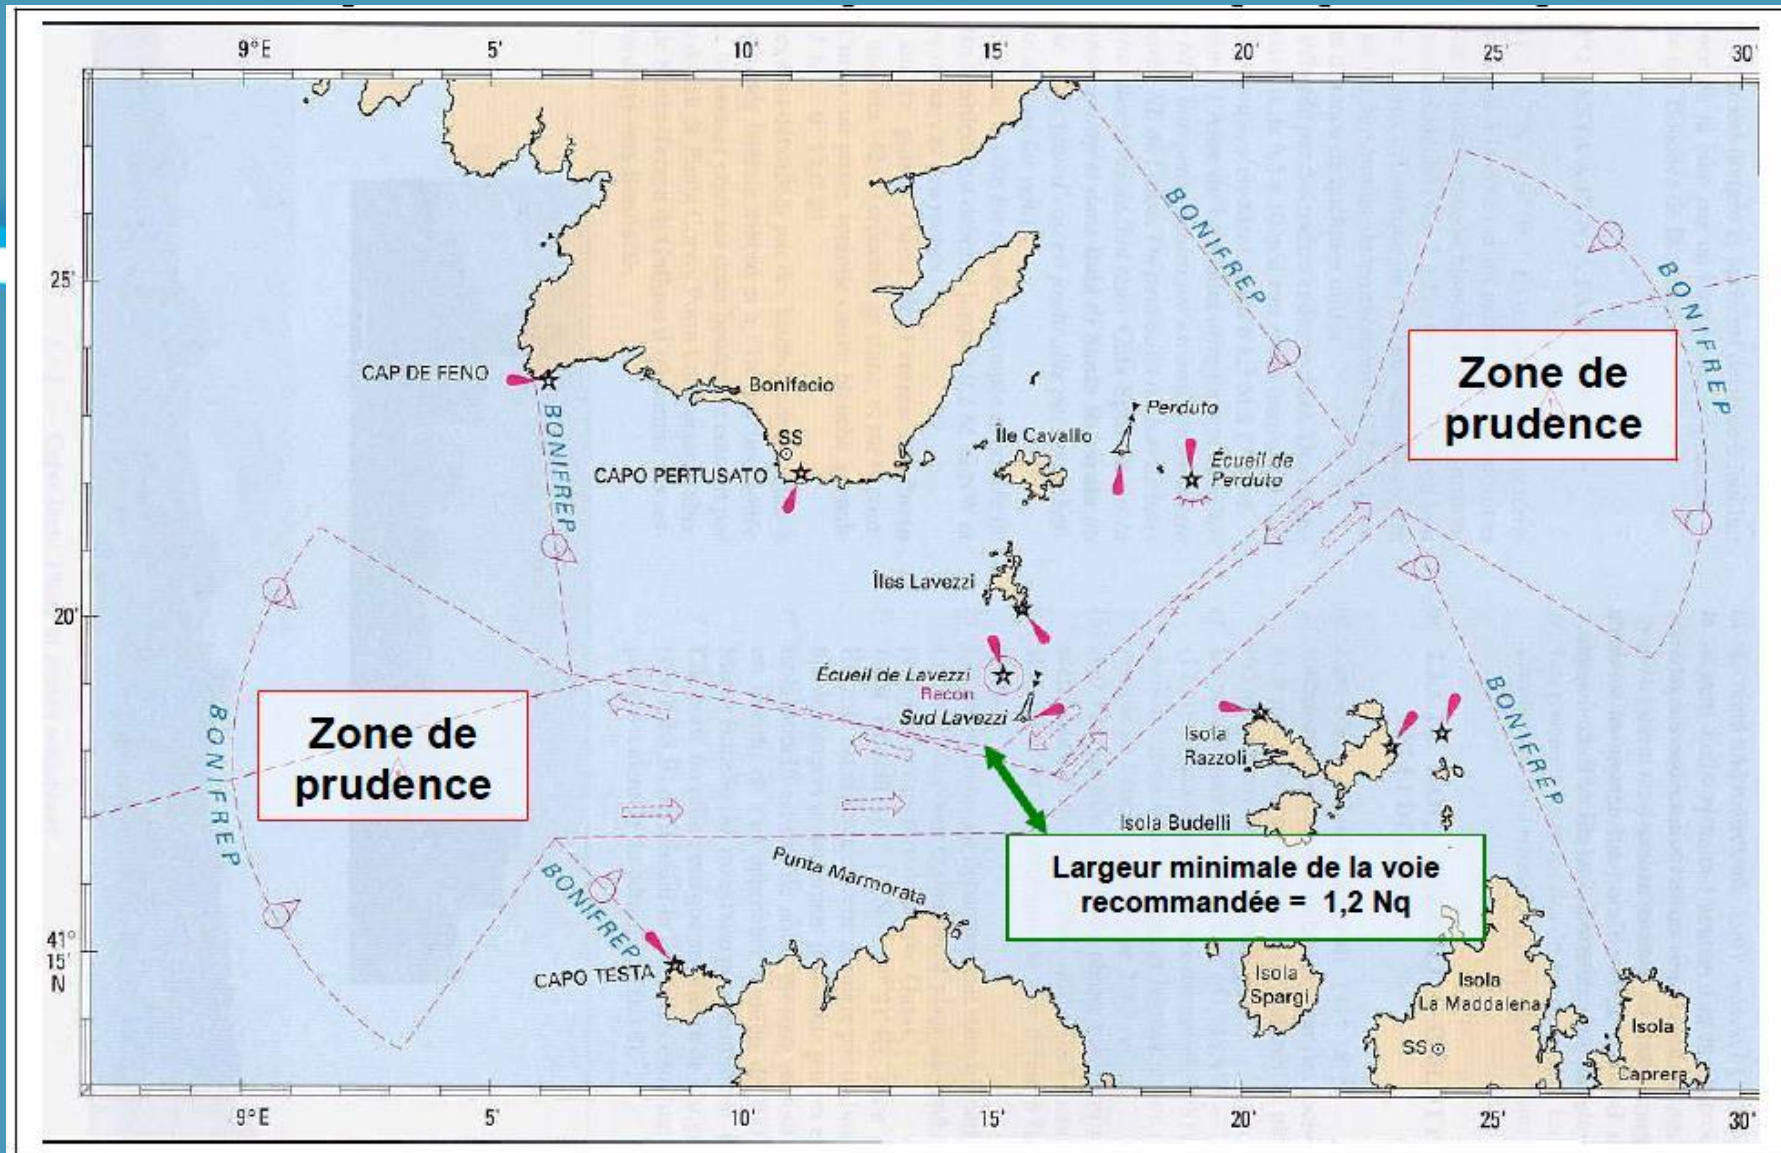 9°E 5' 10' 15' 20' 25' 30'
BONIFREP
BONIFREP
25'
Zone de
prudence
CAP DE FENO
Bonifacio
BONIFREP
Perduto
SS
Île Cavallo
Écueil de
Perduto
CAPO PERTUSATO
Îles Lavezzi
20'
Écueil de Lavezzi
Racon
Sud Lavezzi
BONIFREP
BONIFREP
Zone de
prudence
Isola
Razzoli
Isola Budelli
Punta Marmorata
BONIFREP
Largeur minimale de la voie
recommandée = 1,2 Nq
41°
15'
N
CAPO TESTA
Isola
Spargi
Isola
La Maddalena
SS
Isola
Caprera
9°E 5' 10' 15' 20' 25' 30'